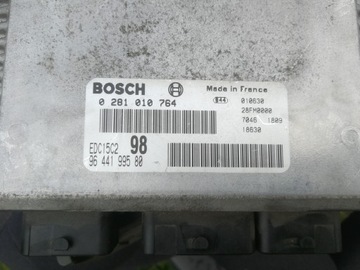 BOSCH
Made in France
0 281 010 764
010630
28FM0000
7046 1809
18630
EDC15C2
98
96 441 995 80